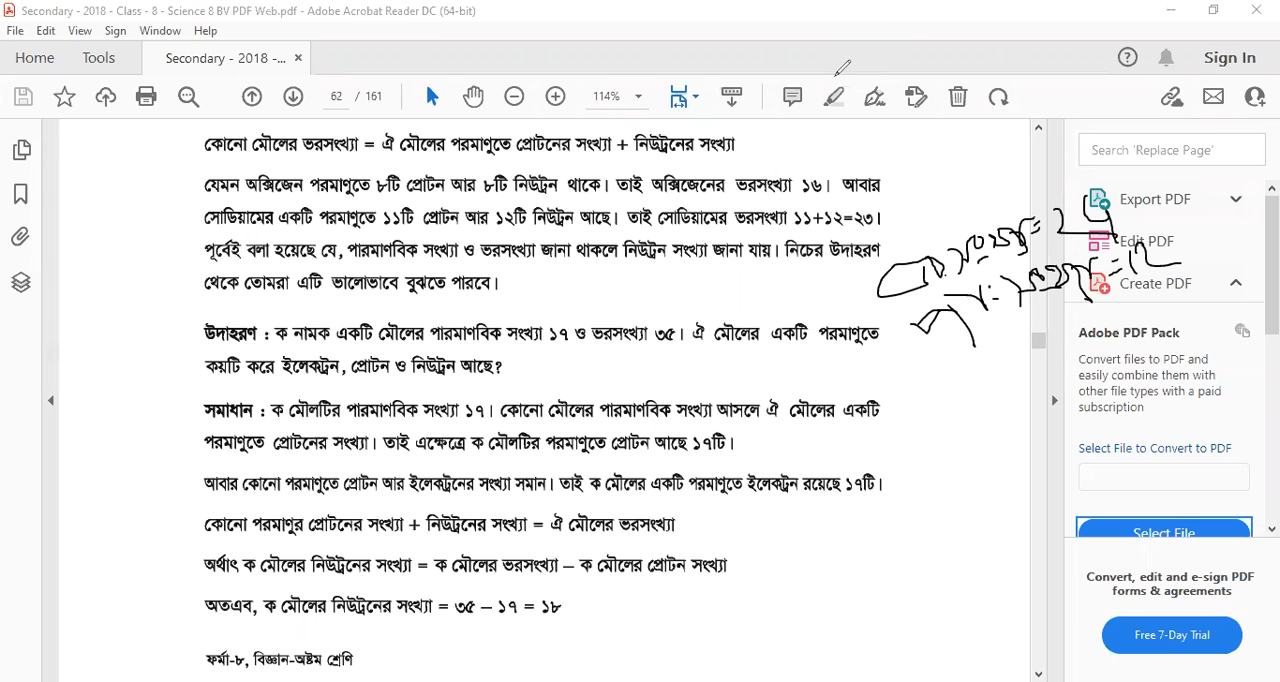 Secondary - 2018 - Class - 8 - Science 8 BV PDF Web.pdf - Adobe Acrobat Reader DC (64-bit)
File Edit View Sign Window Help
Home Tools Secondary - 2018 -... × Sign In
62 / 161 114%
কোনো মৌলের ভরসংখ্যা = ঐ মৌলের পরমাণুতে প্রোটনের সংখ্যা + নিউট্রনের সংখ্যা
যেমন অক্সিজেন পরমাণুতে ৮টি প্রোটন আর ৮টি নিউট্রন থাকে। তাই অক্সিজেনের ভরসংখ্যা ১৬। আবার
সোডিয়ামের একটি পরমাণুতে ১১টি প্রোটন আর ১২টি নিউট্রন আছে। তাই সোডিয়ামের ভরসংখ্যা ১১+১২=২৩।
পূর্বেই বলা হয়েছে যে, পারমাণবিক সংখ্যা ও ভরসংখ্যা জানা থাকলে নিউট্রন সংখ্যা জানা যায়। নিচের উদাহরণ
থেকে তোমরা এটি ভালোভাবে বুঝতে পারবে।
উদাহরণ : ক নামক একটি মৌলের পারমাণবিক সংখ্যা ১৭ ও ভরসংখ্যা ৩৫। ঐ মৌলের একটি পরমাণুতে
কয়টি করে ইলেকট্রন, প্রোটন ও নিউট্রন আছে?
সমাধান : ক মৌলটির পারমাণবিক সংখ্যা ১৭। কোনো মৌলের পারমাণবিক সংখ্যা আসলে ঐ মৌলের একটি
পরমাণুতে প্রোটনের সংখ্যা। তাই এক্ষেত্রে ক মৌলটির পরমাণুতে প্রোটন আছে ১৭টি।
আবার কোনো পরমাণুতে প্রোটন আর ইলেকট্রনের সংখ্যা সমান। তাই ক মৌলের একটি পরমাণুতে ইলেকট্রন রয়েছে ১৭টি।
কোনো পরমাণুর প্রোটনের সংখ্যা + নিউট্রনের সংখ্যা = ঐ মৌলের ভরসংখ্যা
অর্থাৎ ক মৌলের নিউট্রনের সংখ্যা = ক মৌলের ভরসংখ্যা – ক মৌলের প্রোটন সংখ্যা
অতএব, ক মৌলের নিউট্রনের সংখ্যা = ৩৫ – ১৭ = ১৮
ফর্মা-৮, বিজ্ঞান-অষ্টম শ্রেণি
Search 'Replace Page'
Export PDF
Edit PDF
Create PDF
Adobe PDF Pack
Convert files to PDF and
easily combine them with
other file types with a paid
subscription
Select File to Convert to PDF
Select File
Convert, edit and e-sign PDF
forms & agreements
Free 7-Day Trial